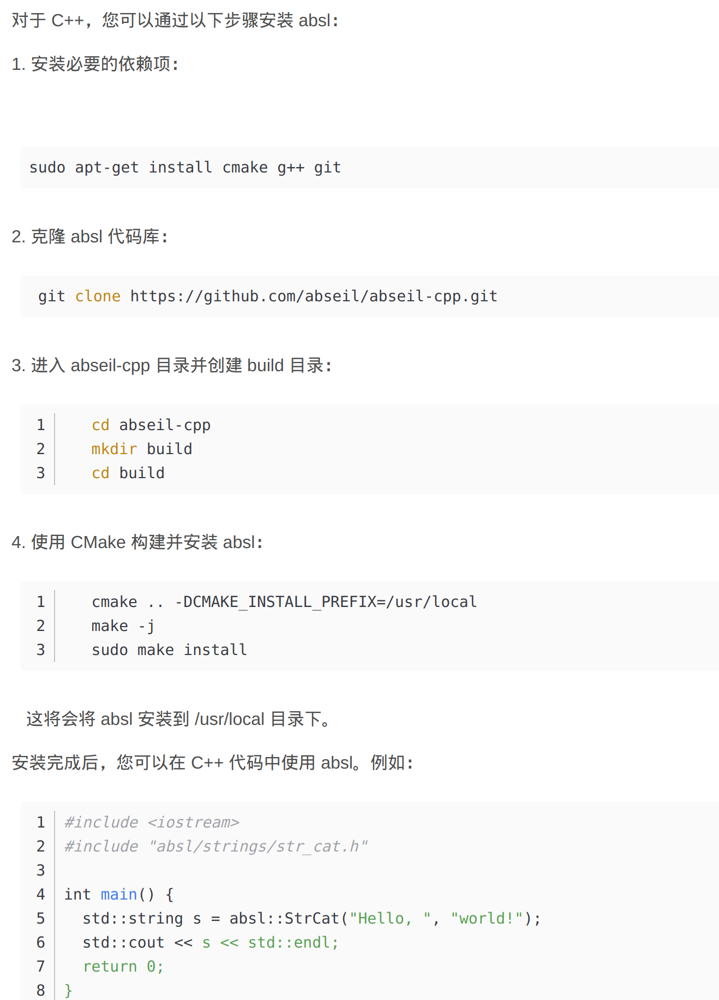 对于 C++，您可以通过以下步骤安装 absl：
1. 安装必要的依赖项：
sudo apt-get install cmake g++ git
2. 克隆 absl 代码库：
git clone https://github.com/abseil/abseil-cpp.git
3. 进入 abseil-cpp 目录并创建 build 目录：
1 cd abseil-cpp
2 mkdir build
3 cd build
4. 使用 CMake 构建并安装 absl：
1 cmake .. -DCMAKE_INSTALL_PREFIX=/usr/local
2 make -j
3 sudo make install
这将会将 absl 安装到 /usr/local 目录下。
安装完成后，您可以在 C++ 代码中使用 absl。例如：
1 #include <iostream>
2 #include "absl/strings/str_cat.h"
3
4 int main() {
5   std::string s = absl::StrCat("Hello, ", "world!");
6   std::cout << s << std::endl;
7   return 0;
8 }